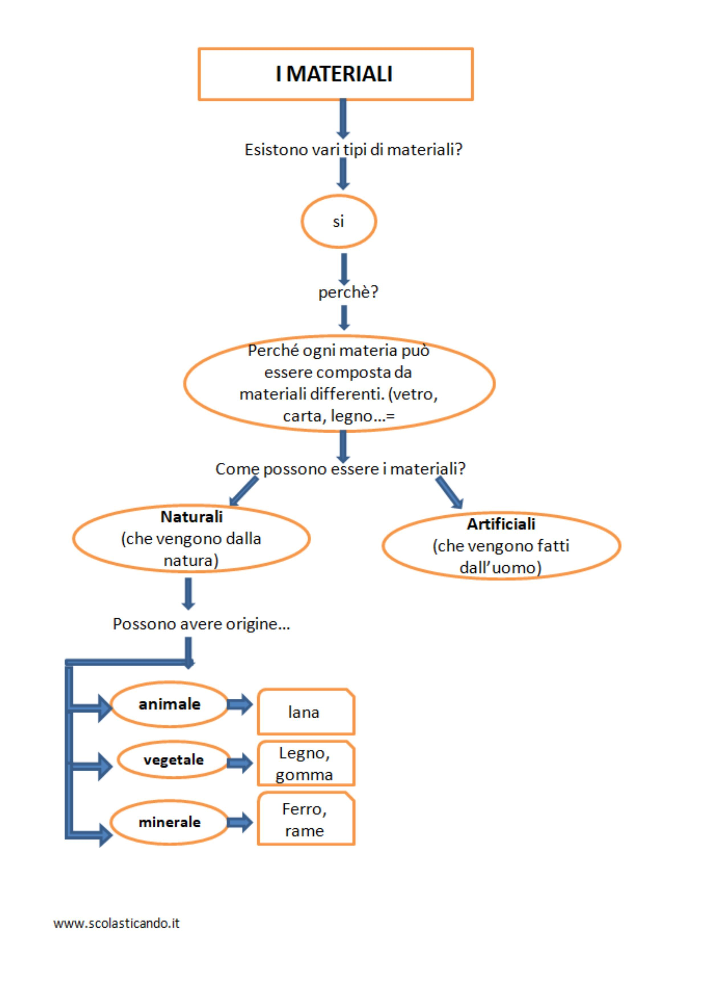 I MATERIALI
Esistono vari tipi di materiali?
si
perchè?
Perché ogni materia può
essere composta da
materiali differenti. (vetro,
carta, legno...=
Come possono essere i materiali?
Naturali
(che vengono dalla
natura)
Artificiali
(che vengono fatti
dall’uomo)
Possono avere origine...
animale
lana
vegetale
Legno,
gomma
minerale
Ferro,
rame
www.scolasticando.it